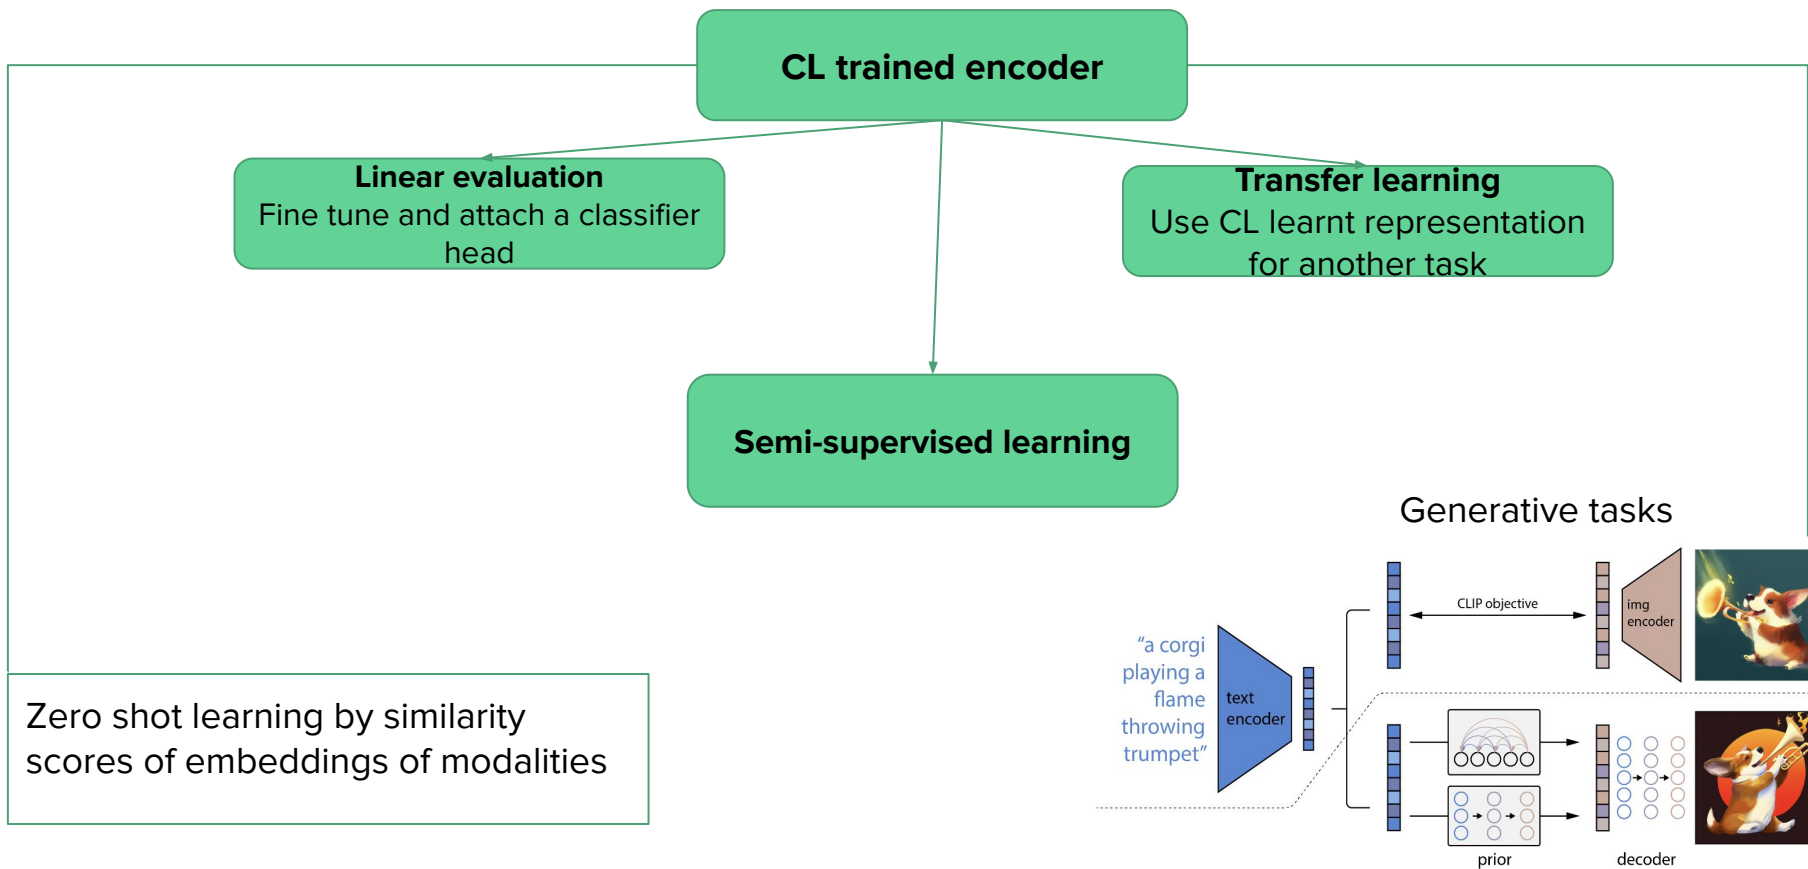 CL trained encoder
Linear evaluation
Fine tune and attach a classifier
head
Transfer learning
Use CL learnt representation
for another task
Semi-supervised learning
Zero shot learning by similarity
scores of embeddings of modalities
Generative tasks
“a corgi
playing a
flame
throwing
trumpet”
text
encoder
CLIP objective
img
encoder
prior
decoder